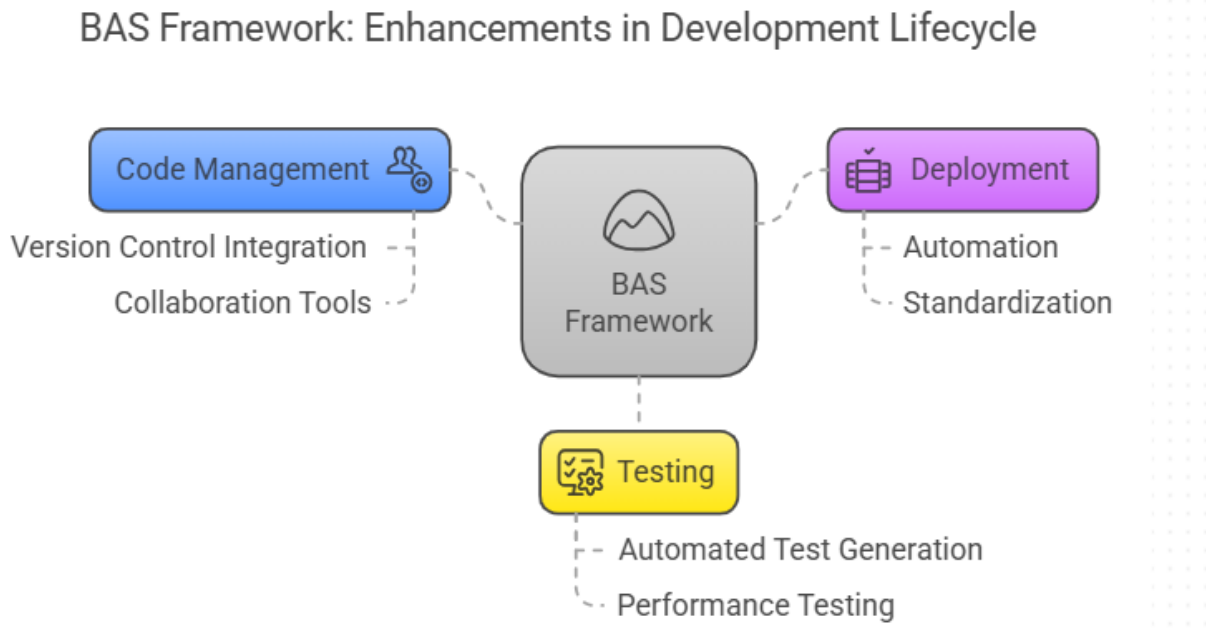 BAS Framework: Enhancements in Development Lifecycle
Code Management
Version Control Integration
Collaboration Tools
BAS
Framework
Deployment
Automation
Standardization
Testing
Automated Test Generation
Performance Testing